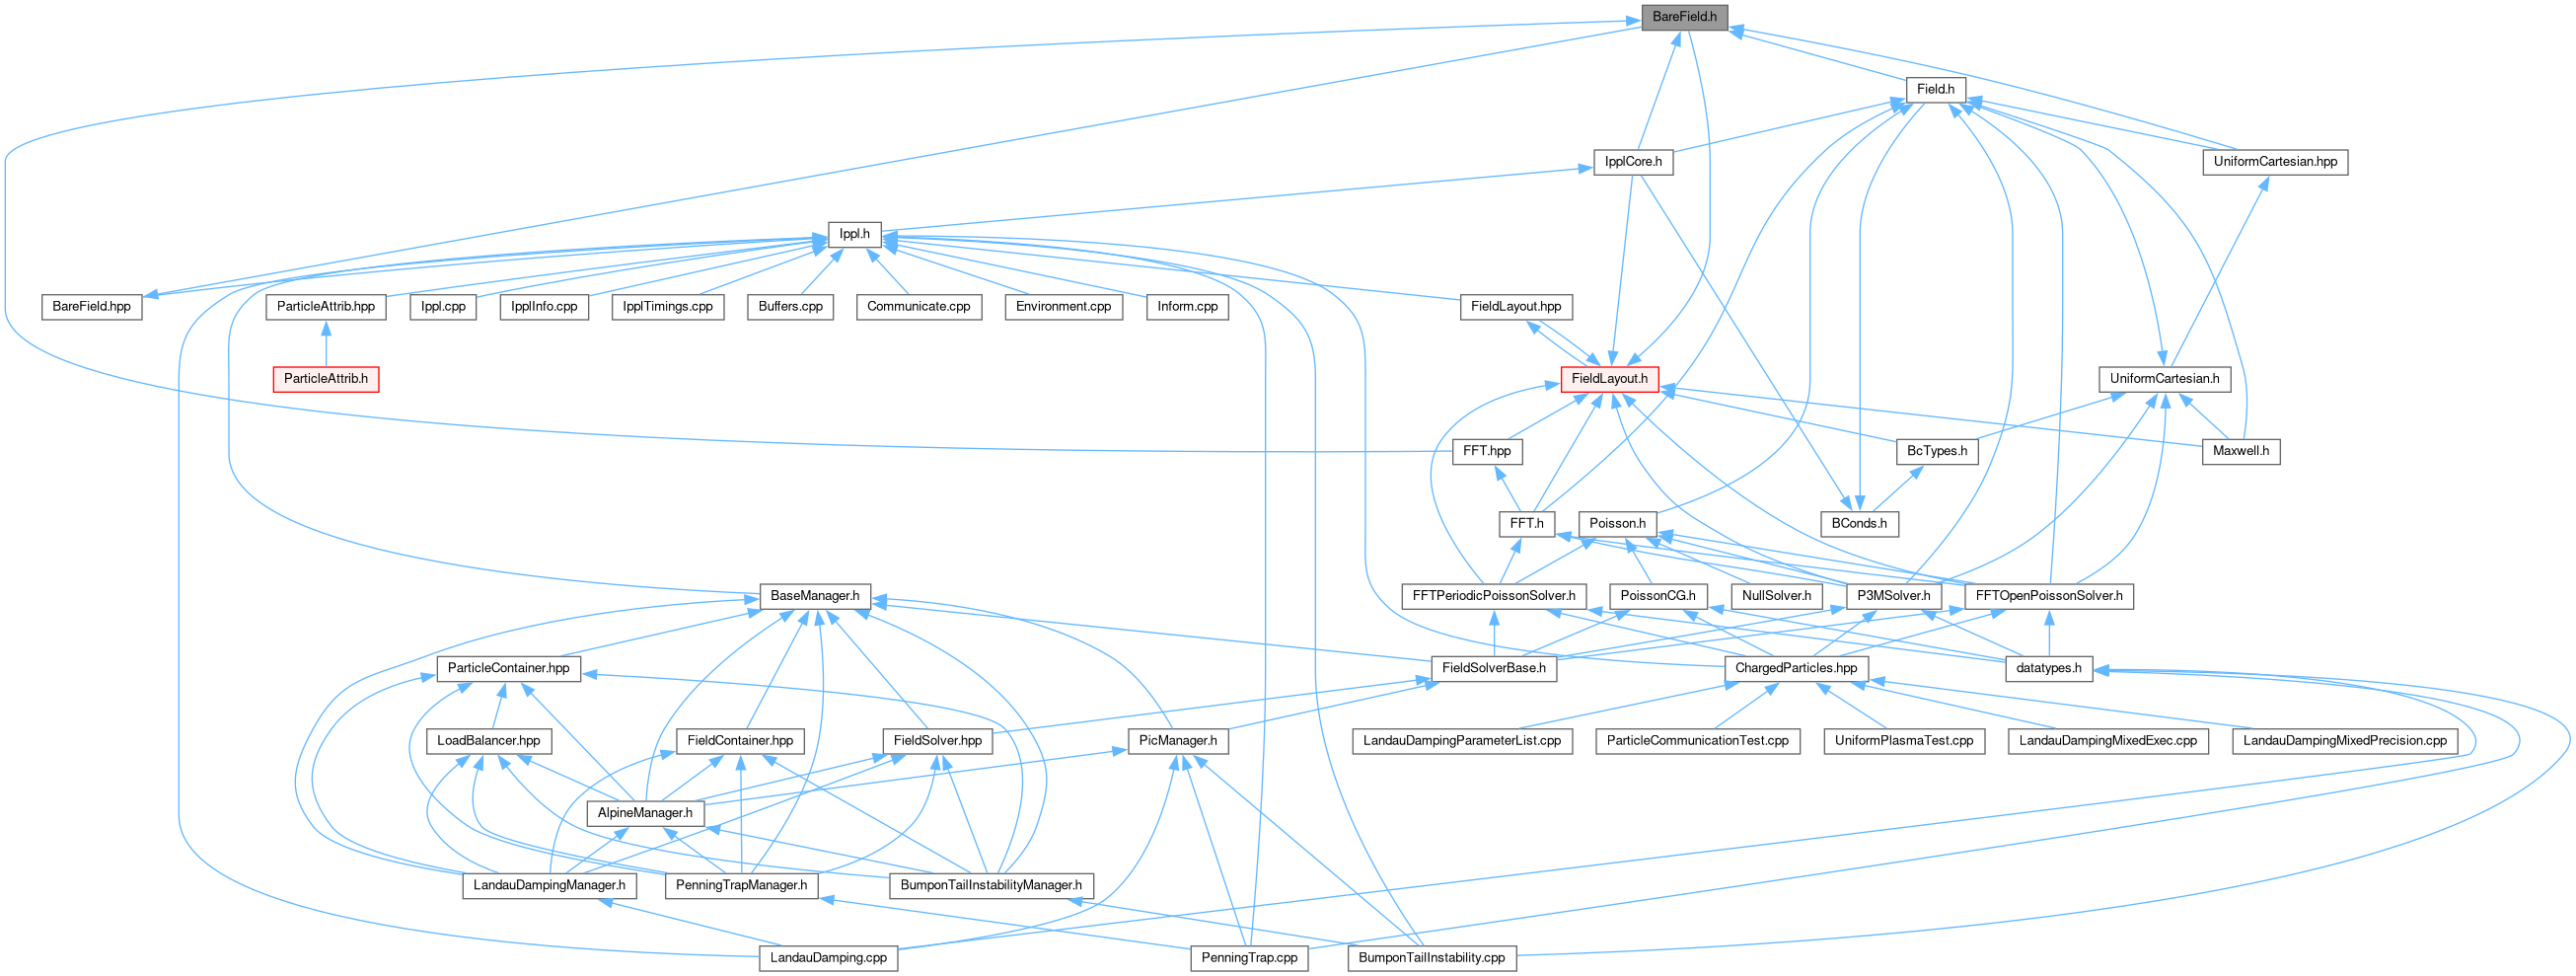 BareField.h
Field.h
IpplCore.h
UniformCartesian.hpp
Ippl.h
BareField.hpp
ParticleAttrib.hpp
Ippl.cpp
IpplInfo.cpp
IpplTimings.cpp
Buffers.cpp
Communicate.cpp
Environment.cpp
Inform.cpp
FieldLayout.hpp
ParticleAttrib.h
FieldLayout.h
UniformCartesian.h
FFT.hpp
BcTypes.h
Maxwell.h
FFT.h
Poisson.h
BConds.h
BaseManager.h
FFTPeriodicPoissonSolver.h
PoissonCG.h
NullSolver.h
P3MSolver.h
FFTOpenPoissonSolver.h
ParticleContainer.hpp
FieldSolverBase.h
ChargedParticles.hpp
datatypes.h
LoadBalancer.hpp
FieldContainer.hpp
FieldSolver.hpp
PicManager.h
LandauDampingParameterList.cpp
ParticleCommunicationTest.cpp
UniformPlasmaTest.cpp
LandauDampingMixedExec.cpp
LandauDampingMixedPrecision.cpp
AlpineManager.h
LandauDampingManager.h
PenningTrapManager.h
BumponTailInstabilityManager.h
LandauDamping.cpp
PenningTrap.cpp
BumponTailInstability.cpp